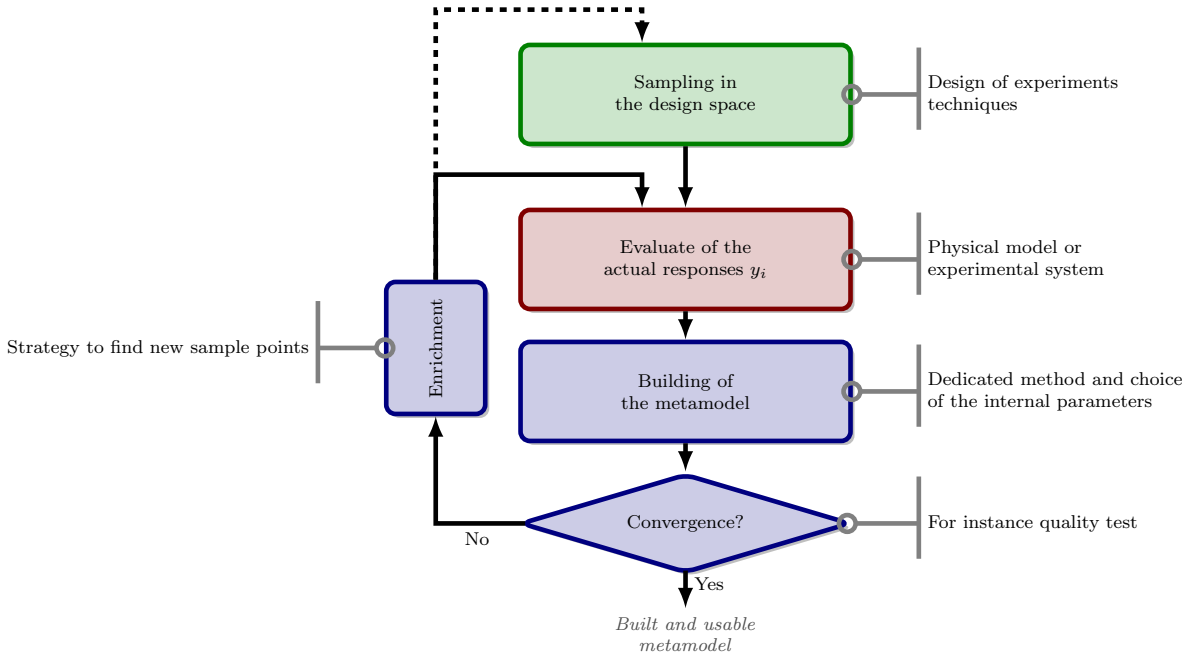 Sampling in
the design space
Design of experiments
techniques
Evaluate of the
actual responses $y_i$
Physical model or
experimental system
Strategy to find new sample points
Enrichment
Building of
the metamodel
Dedicated method and choice
of the internal parameters
Convergence?
For instance quality test
No
Yes
Built and usable
metamodel